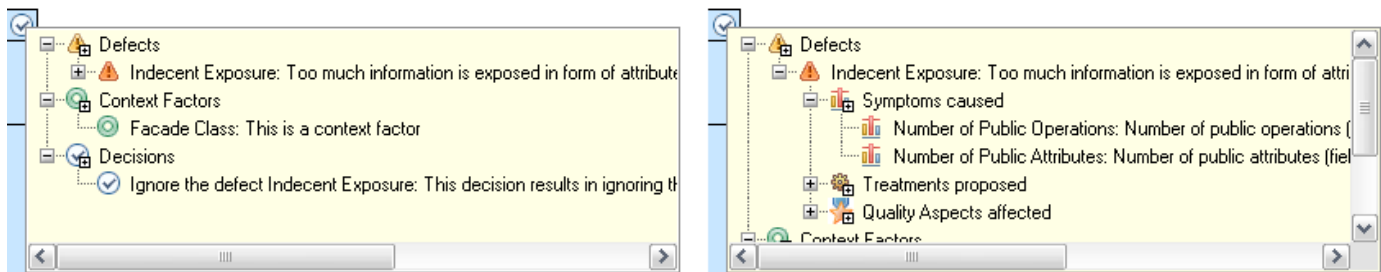 Defects
Indecent Exposure: Too much information is exposed in form of attribute
Context Factors
Facade Class: This is a context factor
Decisions
Ignore the defect Indecent Exposure: This decision results in ignoring th
Defects
Indecent Exposure: Too much information is exposed in form of attri
Symptoms caused
Number of Public Operations: Number of public operations (
Number of Public Attributes: Number of public attributes (fiel
Treatments proposed
Quality Aspects affected
Context Factors